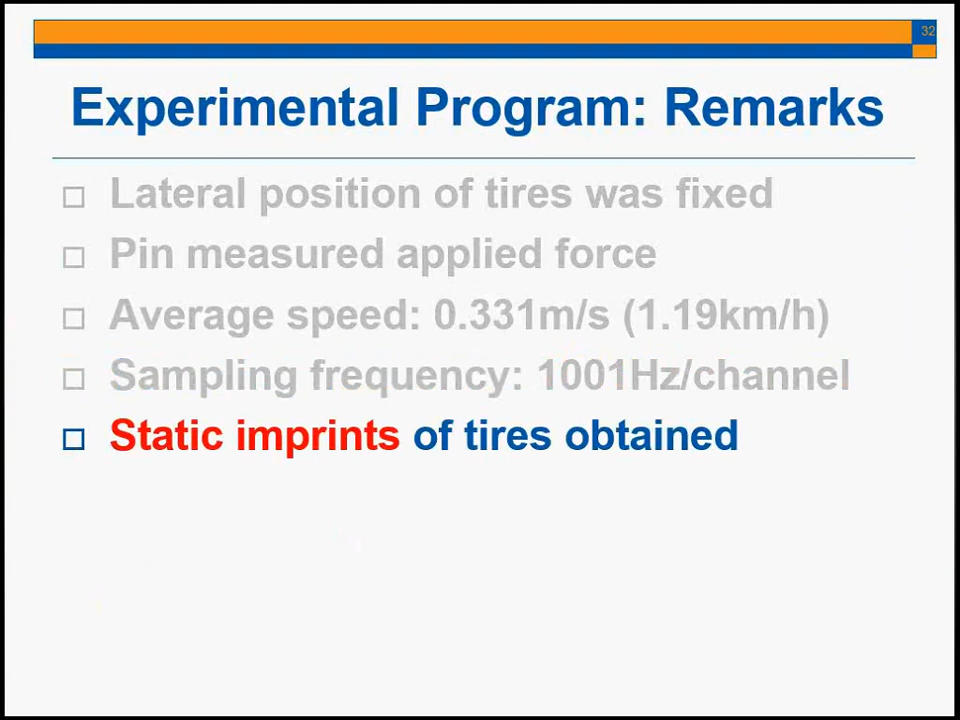 32
Experimental Program: Remarks
Lateral position of tires was fixed
Pin measured applied force
Average speed: 0.331m/s (1.19km/h)
Sampling frequency: 1001Hz/channel
Static imprints of tires obtained